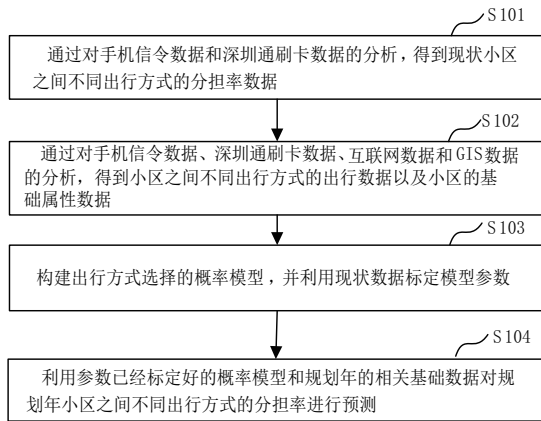 S101
通过对手机信令数据和深圳通刷卡数据的分析，得到现状小区
之间不同出行方式的分担率数据
S102
通过对手机信令数据、深圳通刷卡数据、互联网数据和GIS数据
的分析，得到小区之间不同出行方式的出行数据以及小区的基
础属性数据
S103
构建出行方式选择的概率模型，并利用现状数据标定模型参数
S104
利用参数已经标定好的概率模型和规划年的相关基础数据对规
划年小区之间不同出行方式的分担率进行预测